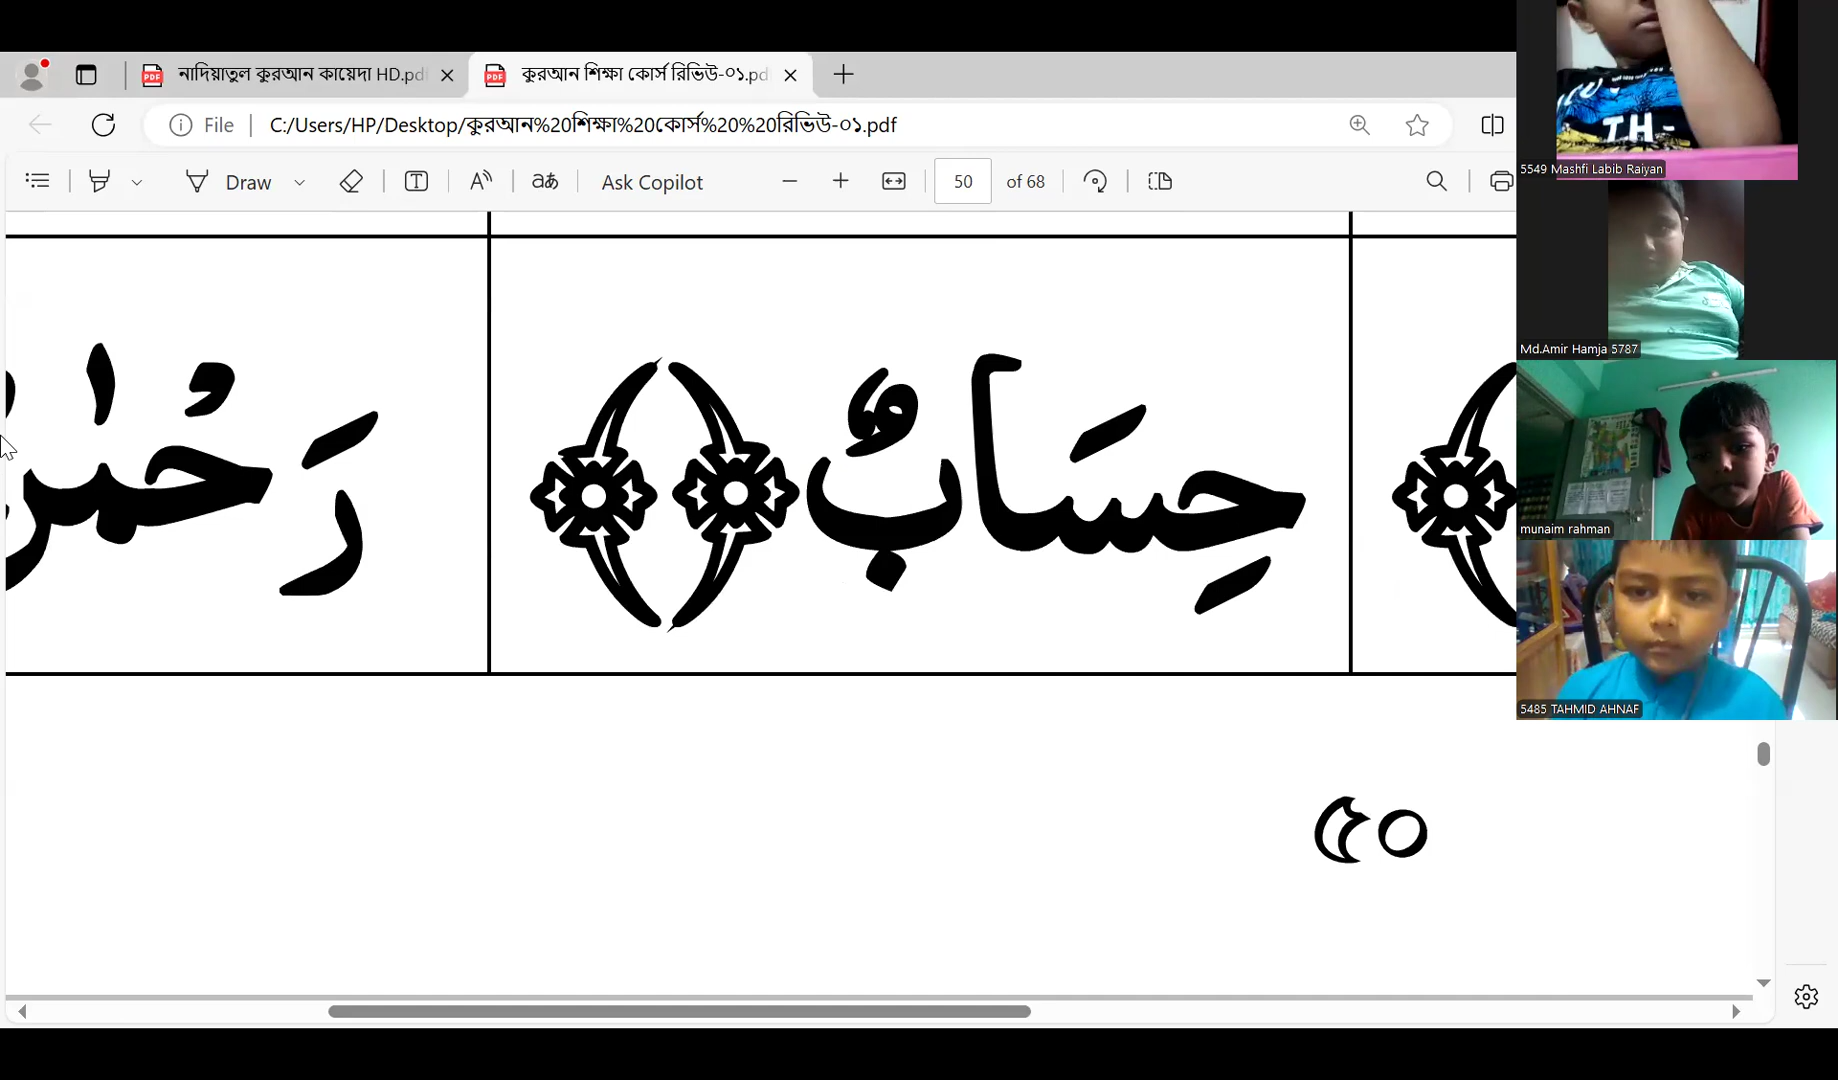 নাদিয়াতুল কুরআন কায়েদা HD.pdf
কুরআন শিক্ষা কোর্স রিভিউ-০১.pd
File
C:/Users/HP/Desktop/কুরআন%20শিক্ষা%20কোর্স%20%20রিভিউ-০১.pdf
Draw
Ask Copilot
50
of 68
حِسَابٌ
৫০
5549 Mashfi Labib Raiyan
Md.Amir Hamja 5787
munaim rahman
5485 TAHMID AHNAF